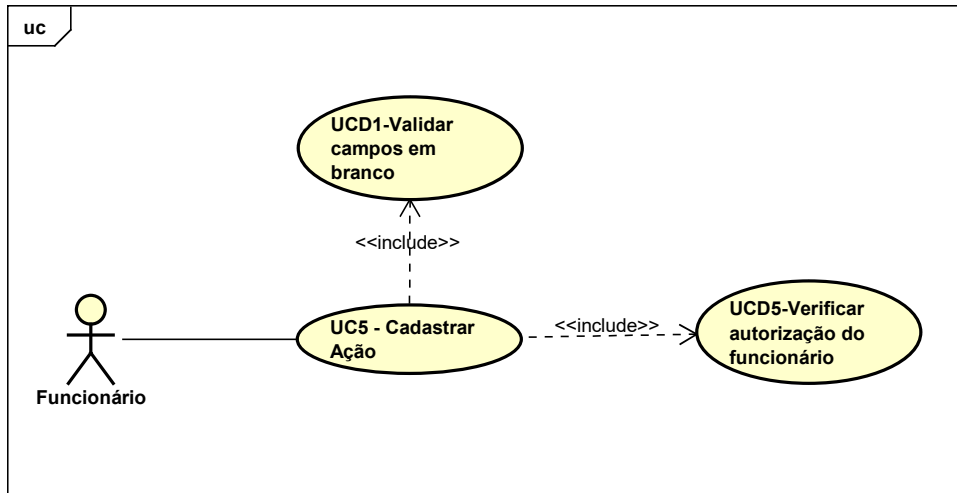 uc
UCD1-Validar
campos em
branco
<<include>>
UC5 - Cadastrar
Ação
<<include>>
UCD5-Verificar
autorização do
funcionário
Funcionário